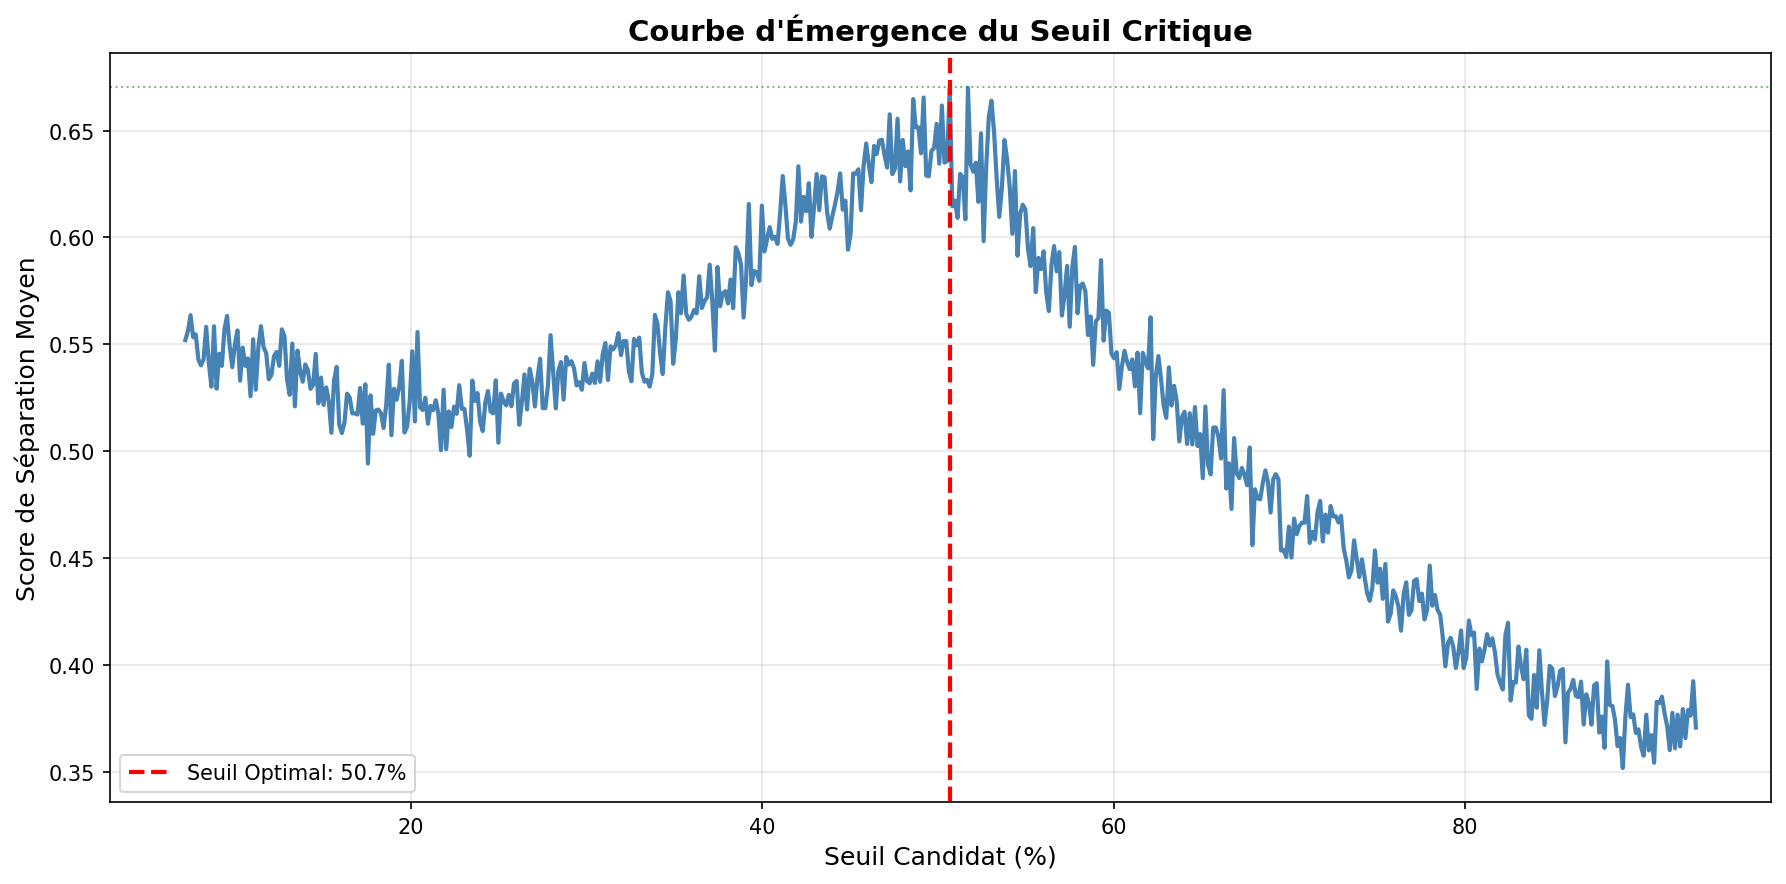 Courbe d'Émergence du Seuil Critique
Score de Séparation Moyen
0.65
0.60
0.55
0.50
0.45
0.40
0.35
Seuil Optimal: 50.7%
20
40
60
80
Seuil Candidat (%)